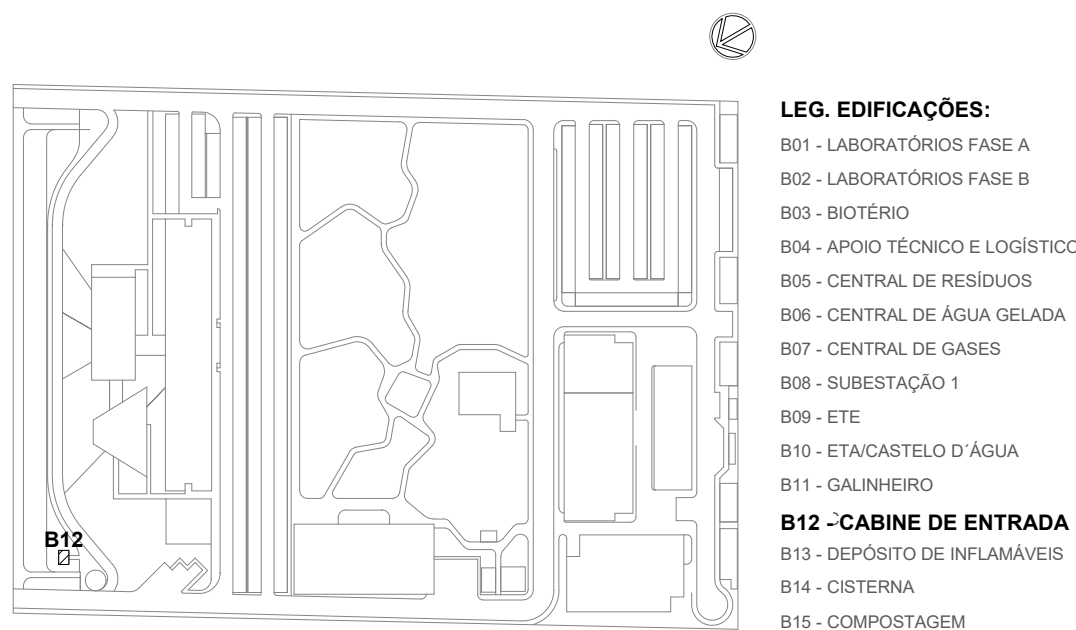 LEG. EDIFICAÇÕES:
B01 - LABORATÓRIOS FASE A
B02 - LABORATÓRIOS FASE B
B03 - BIOTÉRIO
B04 - APOIO TÉCNICO E LOGÍSTICO
B05 - CENTRAL DE RESÍDUOS
B06 - CENTRAL DE ÁGUA GELADA
B07 - CENTRAL DE GASES
B08 - SUBESTAÇÃO 1
B09 - ETE
B10 - ETA/CASTELO D´ÁGUA
B11 - GALINHEIRO
B12 - CABINE DE ENTRADA
B13 - DEPÓSITO DE INFLAMÁVEIS
B14 - CISTERNA
B15 - COMPOSTAGEM
B12